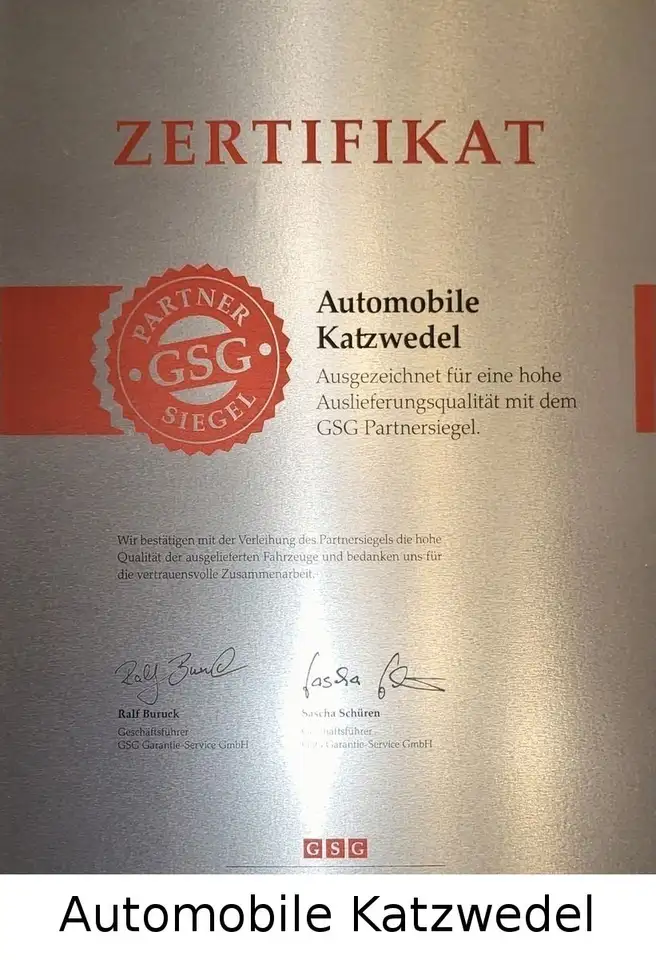 ZERTIFIKAT
PARTNER
GSG
SIEGEL
Automobile
Katzwedel
Ausgezeichnet für eine hohe
Auslieferungsqualität mit dem
GSG Partnersiegel.
Wir bestätigen mit der Verleihung des Partnersiegels die hohe
Qualität der ausgelieferten Fahrzeuge und bedanken uns für
die vertrauensvolle Zusammenarbeit.
Ralf Buruck
Geschäftsführer
GSG Garantie-Service GmbH
Sascha Schüren
Garantie-Service GmbH
GSG
Automobile Katzwedel